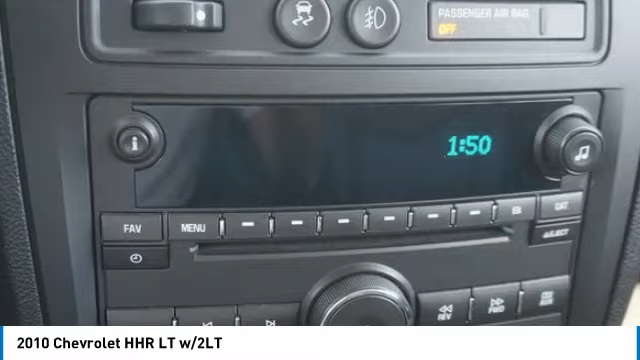 PASSENGER AIR BAG
OFF
1:50
i
FAV
MENU
CAT
EJECT
REV
FWD
2010 Chevrolet HHR LT w/2LT